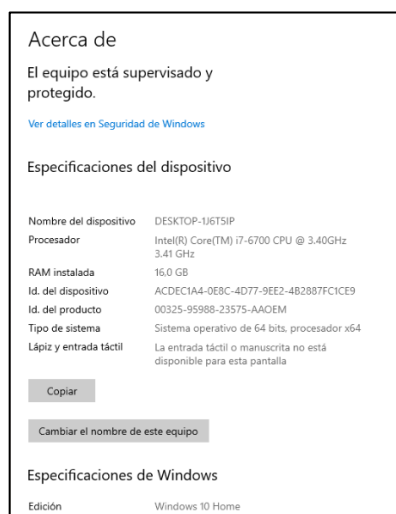 Acerca de
El equipo está supervisado y
protegido.
Ver detalles en Seguridad de Windows
Especificaciones del dispositivo
Nombre del dispositivo DESKTOP-1J6T5IP
Procesador Intel(R) Core(TM) i7-6700 CPU @ 3.40GHz
3.41 GHz
RAM instalada 16.0 GB
Id. del dispositivo ACDEC1A4-0E8C-4D77-9EE2-4B2887FC1CE9
Id. del producto 00325-95988-23575-AAOEM
Tipo de sistema Sistema operativo de 64 bits, procesador x64
Lápiz y entrada táctil La entrada táctil o manuscrita no está
disponible para esta pantalla
Copiar
Cambiar el nombre de este equipo
Especificaciones de Windows
Edición Windows 10 Home